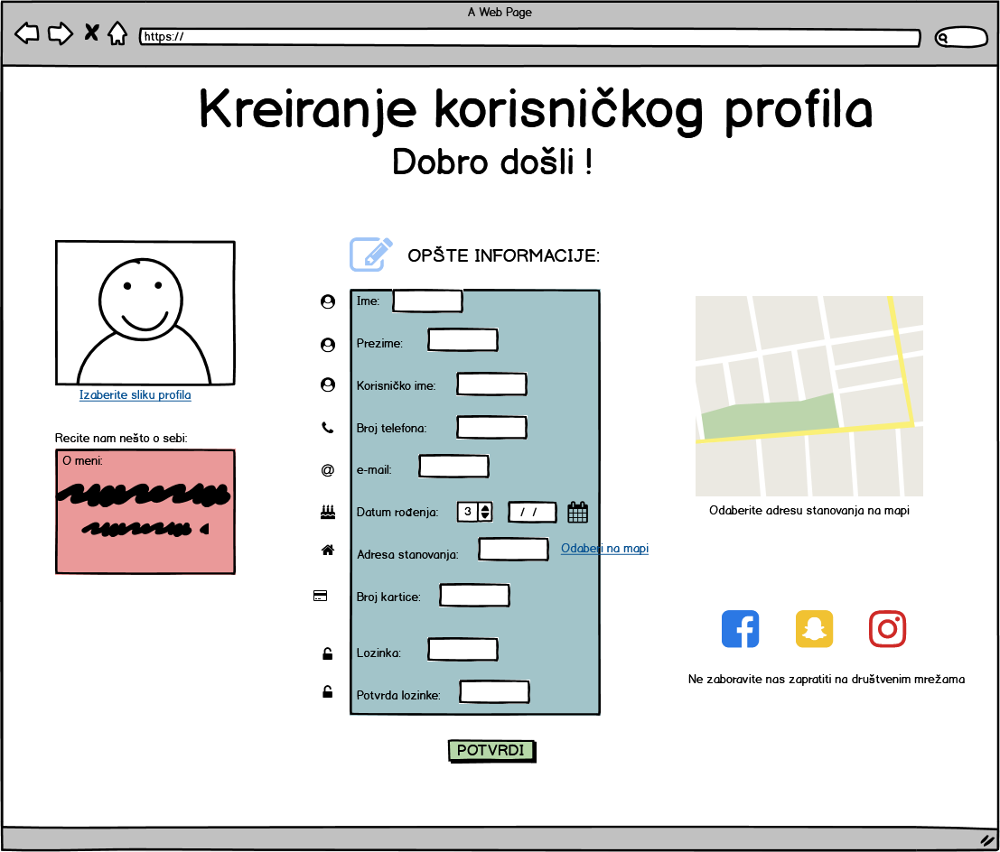 A Web Page
https://
Kreiranje korisničkog profila
Dobro došli !
Izaberite sliku profila
Recite nam nešto o sebi:
O meni:
OPŠTE INFORMACIJE:
Ime:
Prezime:
Korisničko ime:
Broj telefona:
e-mail:
Datum rođenja: 3 / /
Adresa stanovanja: Odaberi na mapi
Broj kartice:
Lozinka:
Potvrda lozinke:
POTVRDI
Odaberite adresu stanovanja na mapi
Ne zaboravite nas zapratiti na društvenim mrežama